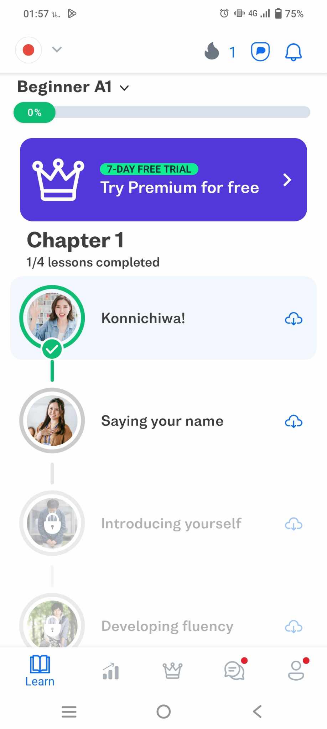 01:57 น.
4G
75%
1
Beginner A1
0%
7-DAY FREE TRIAL
Try Premium for free
Chapter 1
1/4 lessons completed
Konnichiwa!
Saying your name
Introducing yourself
Developing fluency
Learn